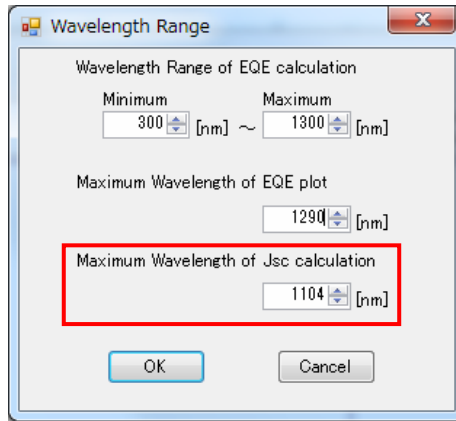 Wavelength Range
Wavelength Range of EQE calculation
Minimum Maximum
300 [nm] ～ 1300 [nm]
Maximum Wavelength of EQE plot
1290 [nm]
Maximum Wavelength of Jsc calculation
1104 [nm]
OK Cancel